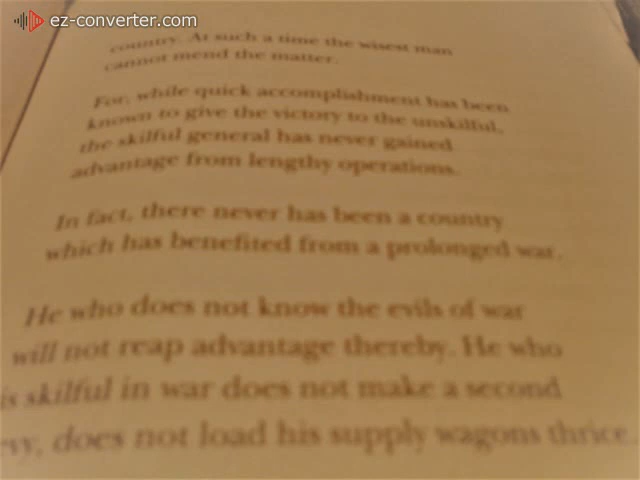 ez-converter.com
country. At such a time the wisest man
cannot mend the matter.
For, while quick accomplishment has been
known to give the victory to the unskilful,
the skilful general has never gained
advantage from lengthy operations.
In fact, there never has been a country
which has benefited from a prolonged war.
He who does not know the evils of war
will not reap advantage thereby. He who
is skilful in war does not make a second
does not load his supply wagons thrice.